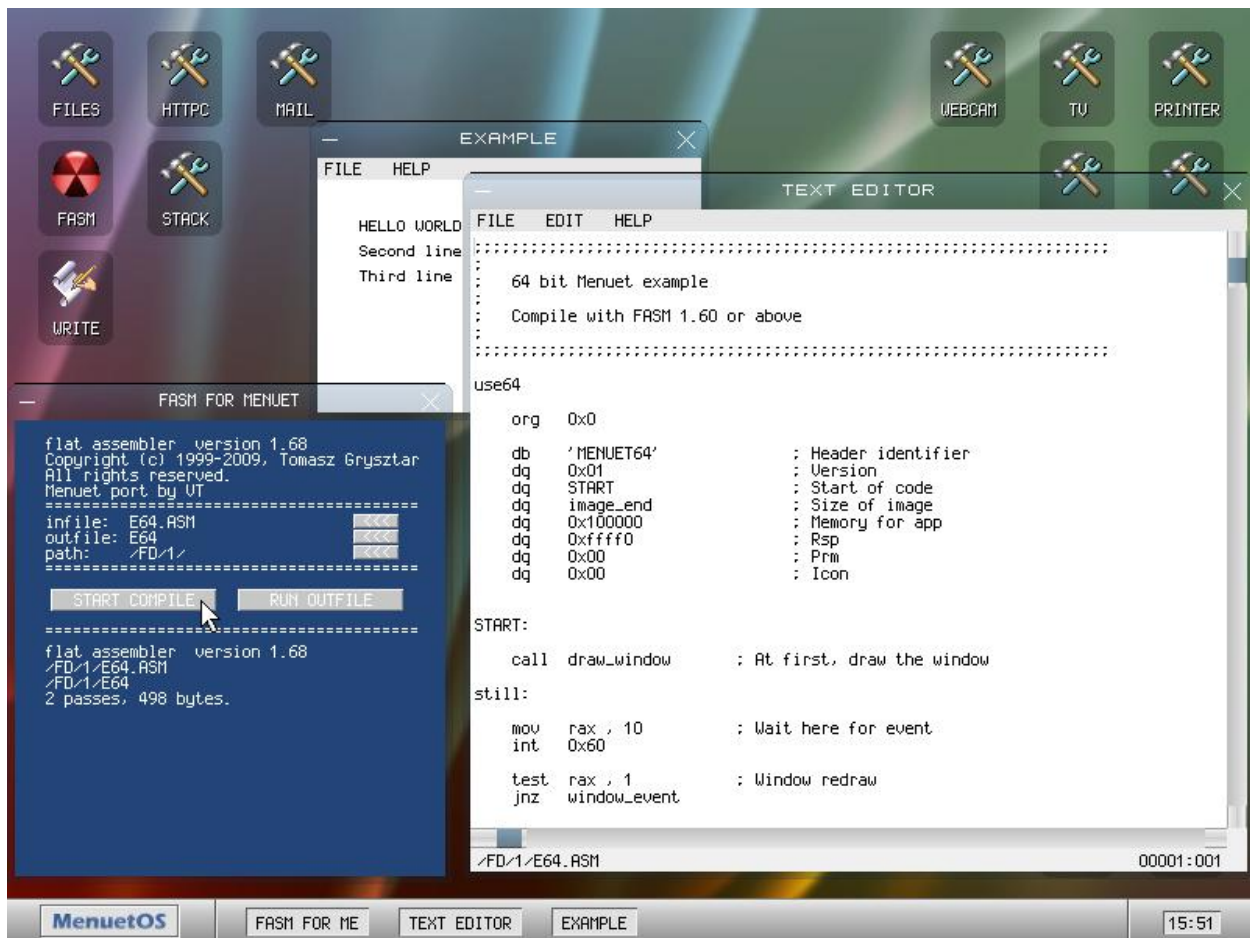 FILES HTTPC MAIL WEBCAM TV PRINTER
FASM STACK
WRITE
EXAMPLE
FILE HELP
HELLO WORLD
Second line
Third line
TEXT EDITOR
FILE EDIT HELP
;;;;;;;;;;;;;;;;;;;;;;;;;;;;;;;;;;;;;;;;;;;;;;;;;;;;;;;;;;;;;;;;;;;;
;
; 64 bit Menuet example
;
; Compile with FASM 1.60 or above
;
;;;;;;;;;;;;;;;;;;;;;;;;;;;;;;;;;;;;;;;;;;;;;;;;;;;;;;;;;;;;;;;;;;;;
use64
org 0x0
db 'MENUET64' ; Header identifier
dq 0x01 ; Version
dq START ; Start of code
dq image_end ; Size of image
dq 0x100000 ; Memory for app
dq 0xffff0 ; Rsp
dq 0x00 ; Prm
dq 0x00 ; Icon
START:
call draw_window ; At first, draw the window
still:
mov rax , 10 ; Wait here for event
int 0x60
test rax , 1 ; Window redraw
jnz window_event
/FD/1/E64.ASM 00001:001
FASM FOR MENUET
flat assembler version 1.68
Copyright (c) 1999-2009, Tomasz Grysztar
All rights reserved.
Menuet port by VT
========================================
infile: E64.ASM <<<
outfile: E64 <<<
path: /FD/1/ <<<
========================================
START COMPILE RUN OUTFILE
========================================
flat assembler version 1.68
/FD/1/E64.ASM
/FD/1/E64
2 passes, 498 bytes.
MenuetOS FASM FOR ME TEXT EDITOR EXAMPLE 15:51